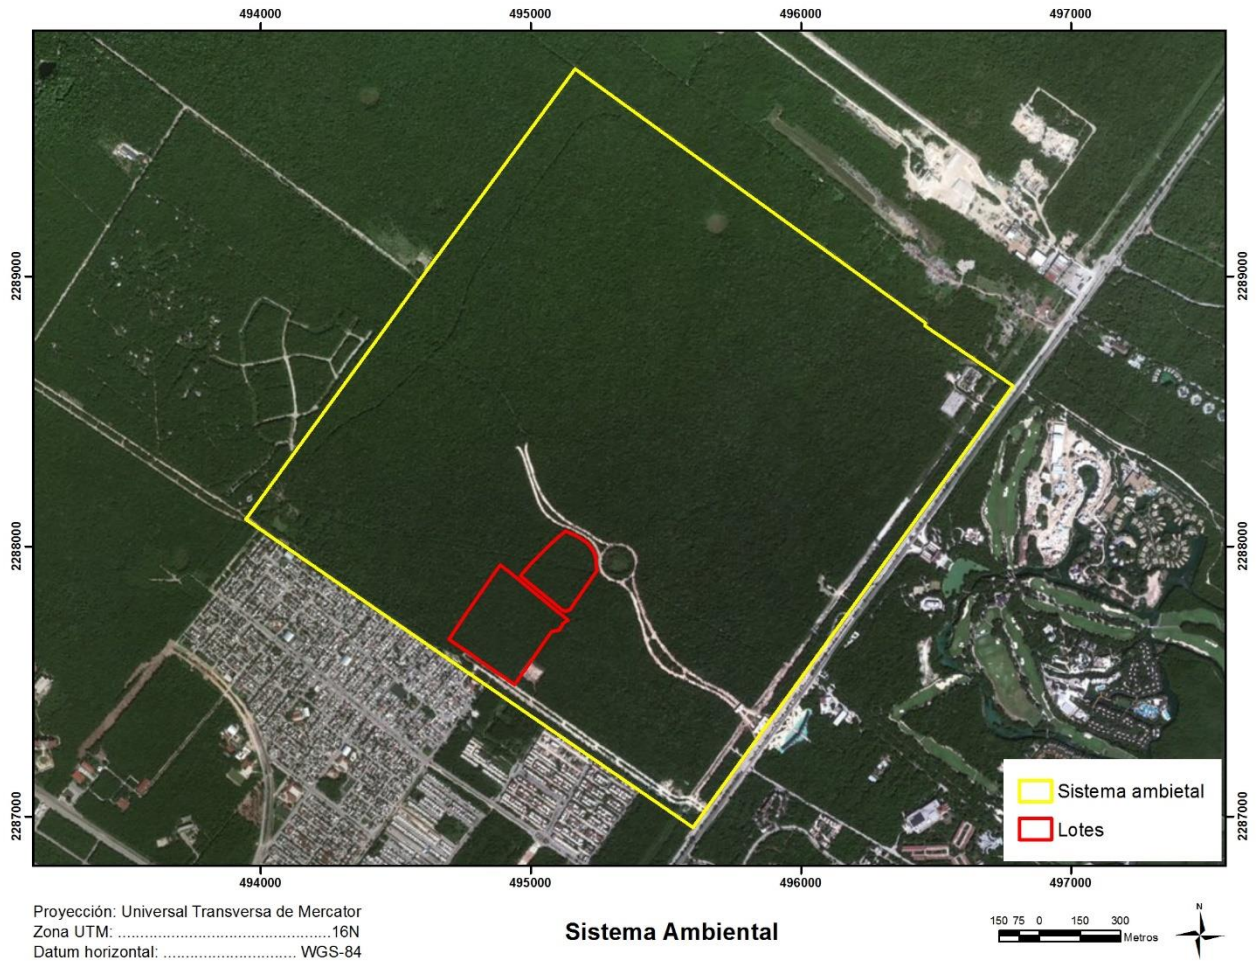 494000 495000 496000 497000
2289000 2289000
2288000 2288000
2287000 2287000
Sistema ambietal
Lotes
494000 495000 496000 497000
Proyección: Universal Transversa de Mercator
Zona UTM: ................................................16N
Datum horizontal: ............................... WGS-84
Sistema Ambiental
150 75 0 150 300
Metros
N